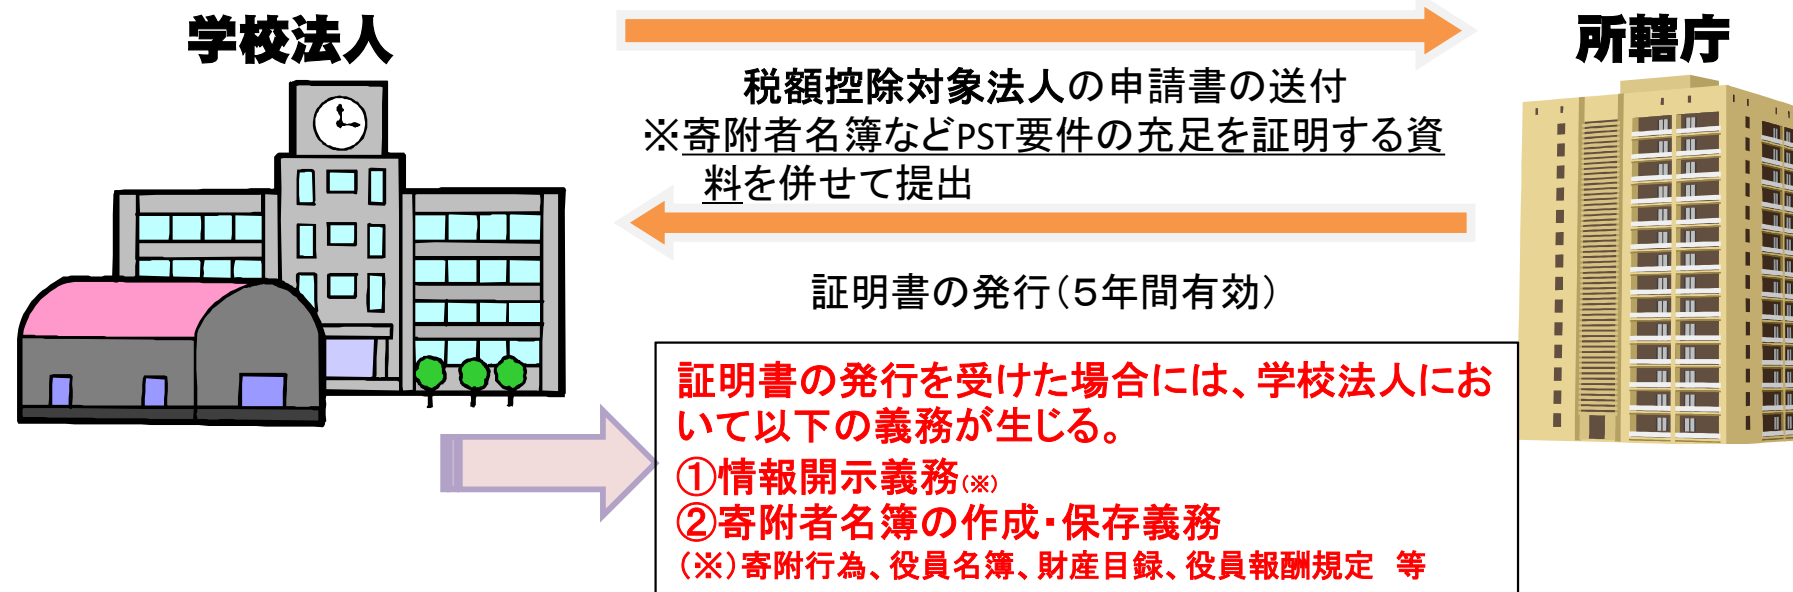 学校法人
所轄庁
税額控除対象法人の申請書の送付
※寄附者名簿などPST要件の充足を証明する資
料を併せて提出
証明書の発行(5年間有効)
証明書の発行を受けた場合には、学校法人にお
いて以下の義務が生じる。
①情報開示義務(※)
②寄附者名簿の作成・保存義務
(※)寄附行為、役員名簿、財産目録、役員報酬規定　等